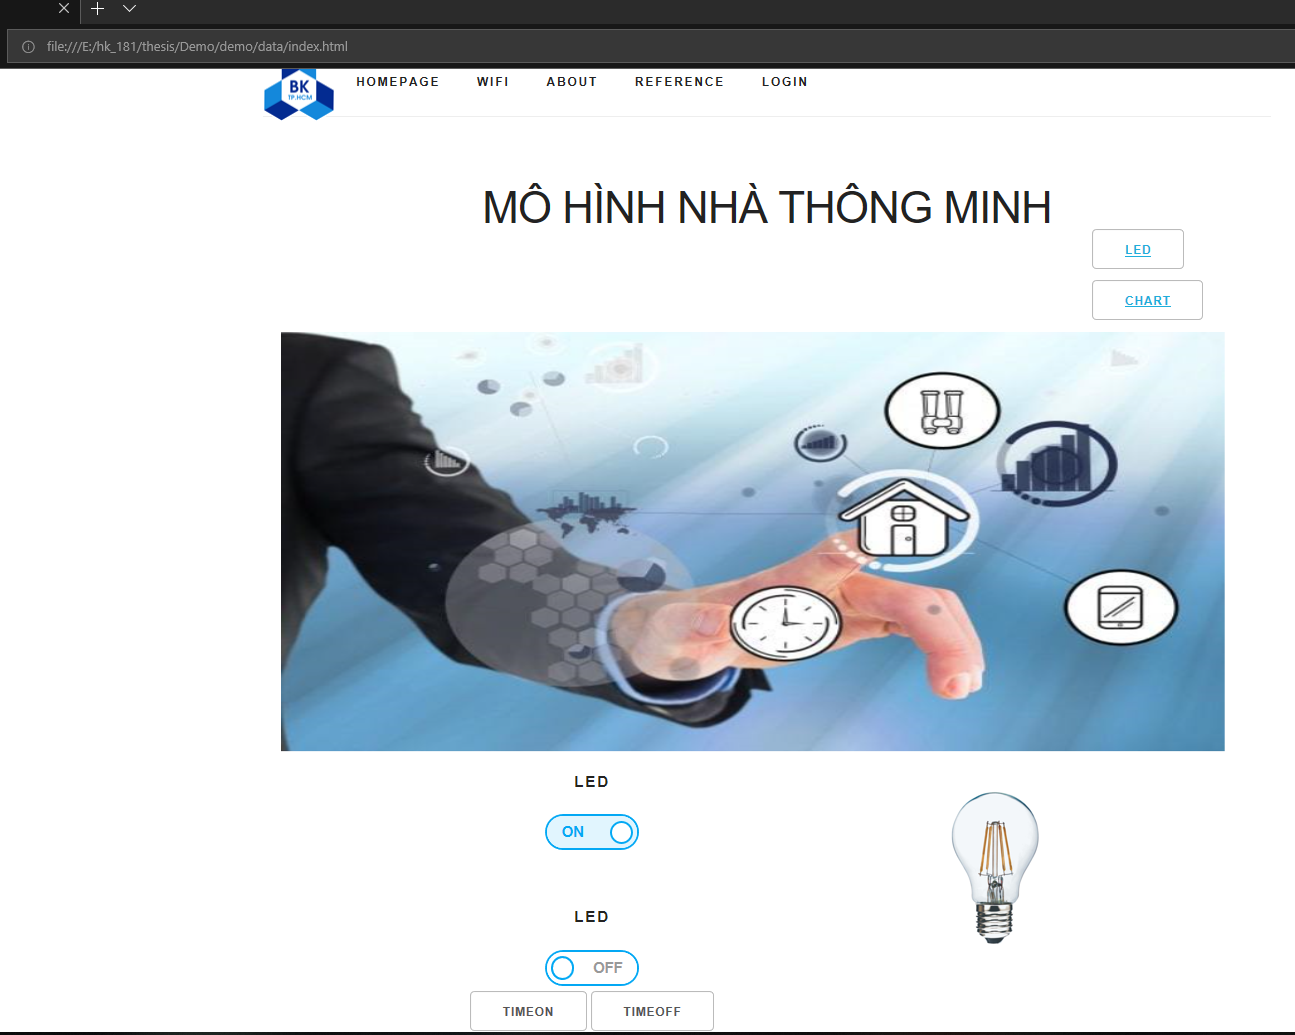 file:///E:/hk_181/thesis/Demo/demo/data/index.html
BK
TP.HCM
HOMEPAGE WIFI ABOUT REFERENCE LOGIN
MÔ HÌNH NHÀ THÔNG MINH
LED
CHART
LED
ON
LED
OFF
TIMEON TIMEOFF